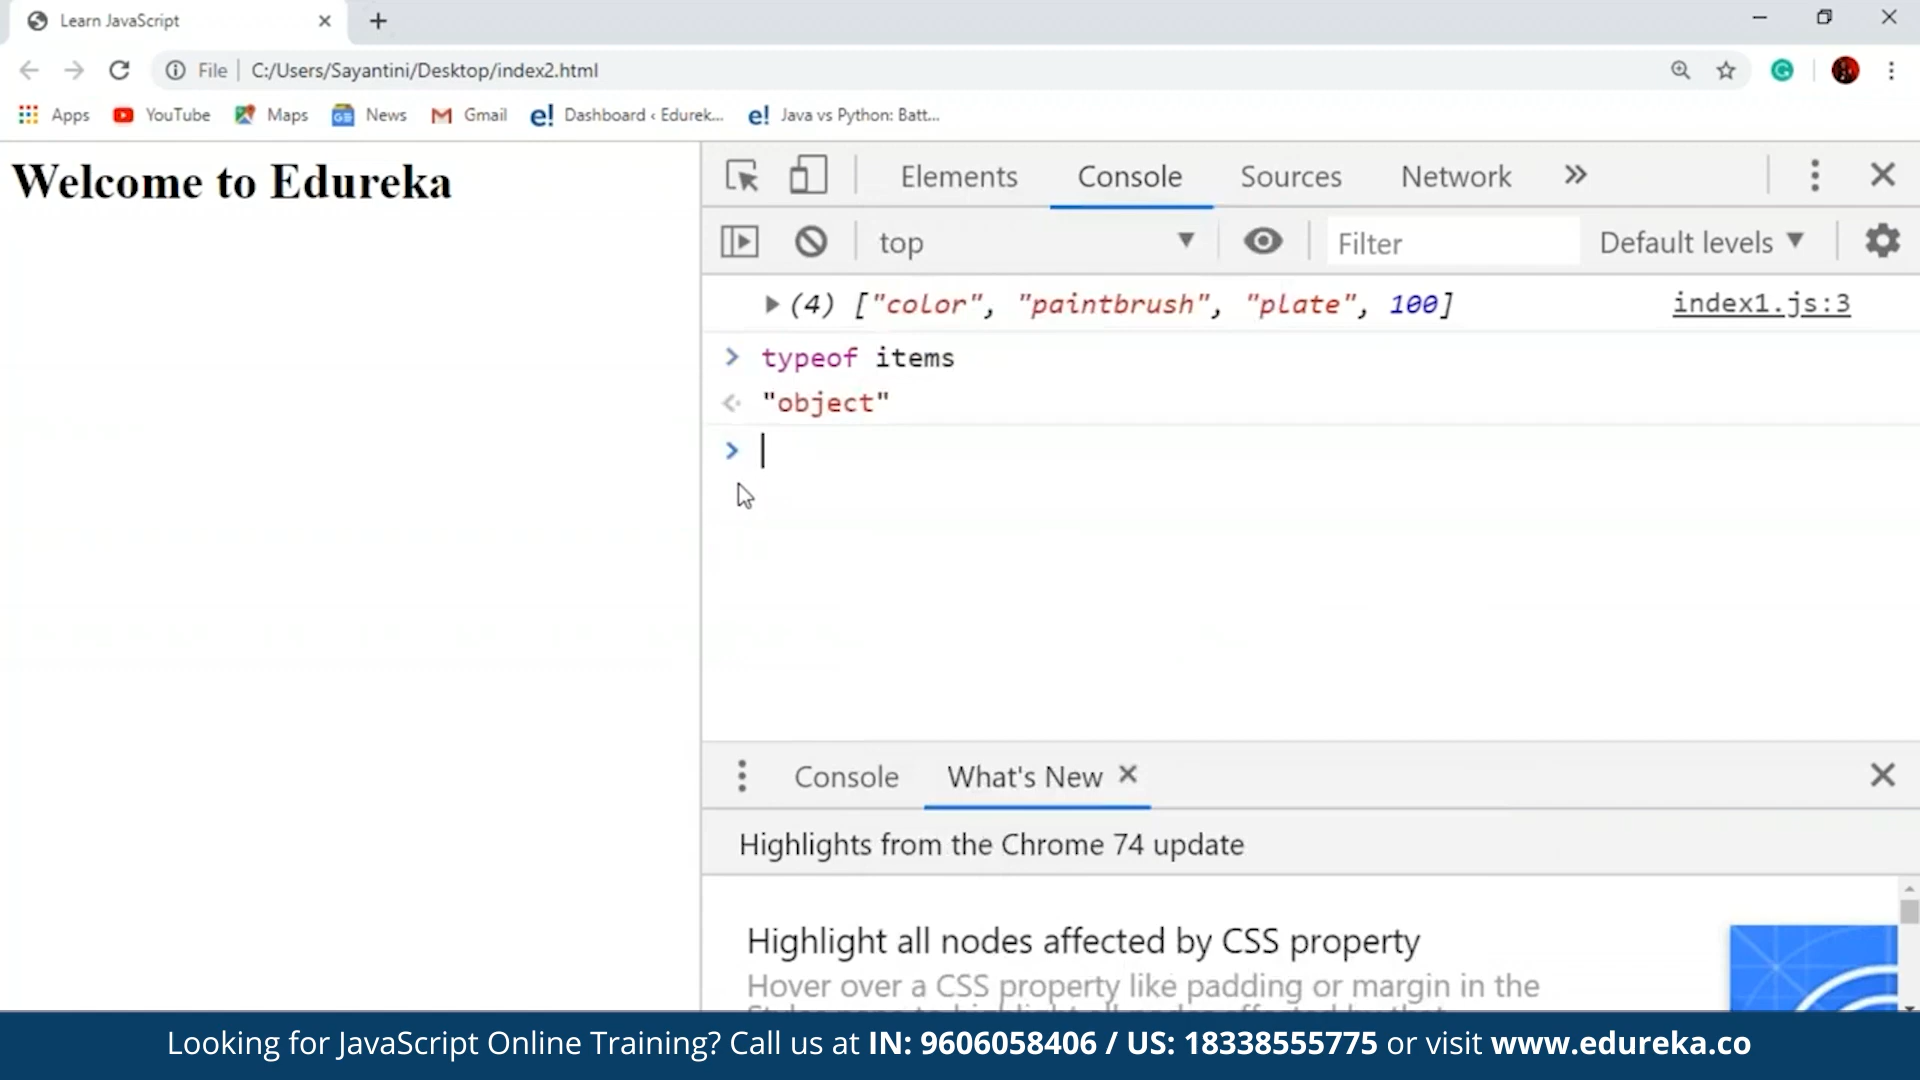 Learn JavaScript
File C:/Users/Sayantini/Desktop/index2.html
Apps YouTube Maps News Gmail Dashboard ‹ Edurek... Java vs Python: Batt...
Welcome to Edureka
Elements Console Sources Network
top Filter Default levels
(4) ["color", "paintbrush", "plate", 100] index1.js:3
> typeof items
"object"
>
Console What's New
Highlights from the Chrome 74 update
Highlight all nodes affected by CSS property
Hover over a CSS property like padding or margin in the
Looking for JavaScript Online Training? Call us at IN: 9606058406 / US: 18338555775 or visit www.edureka.co